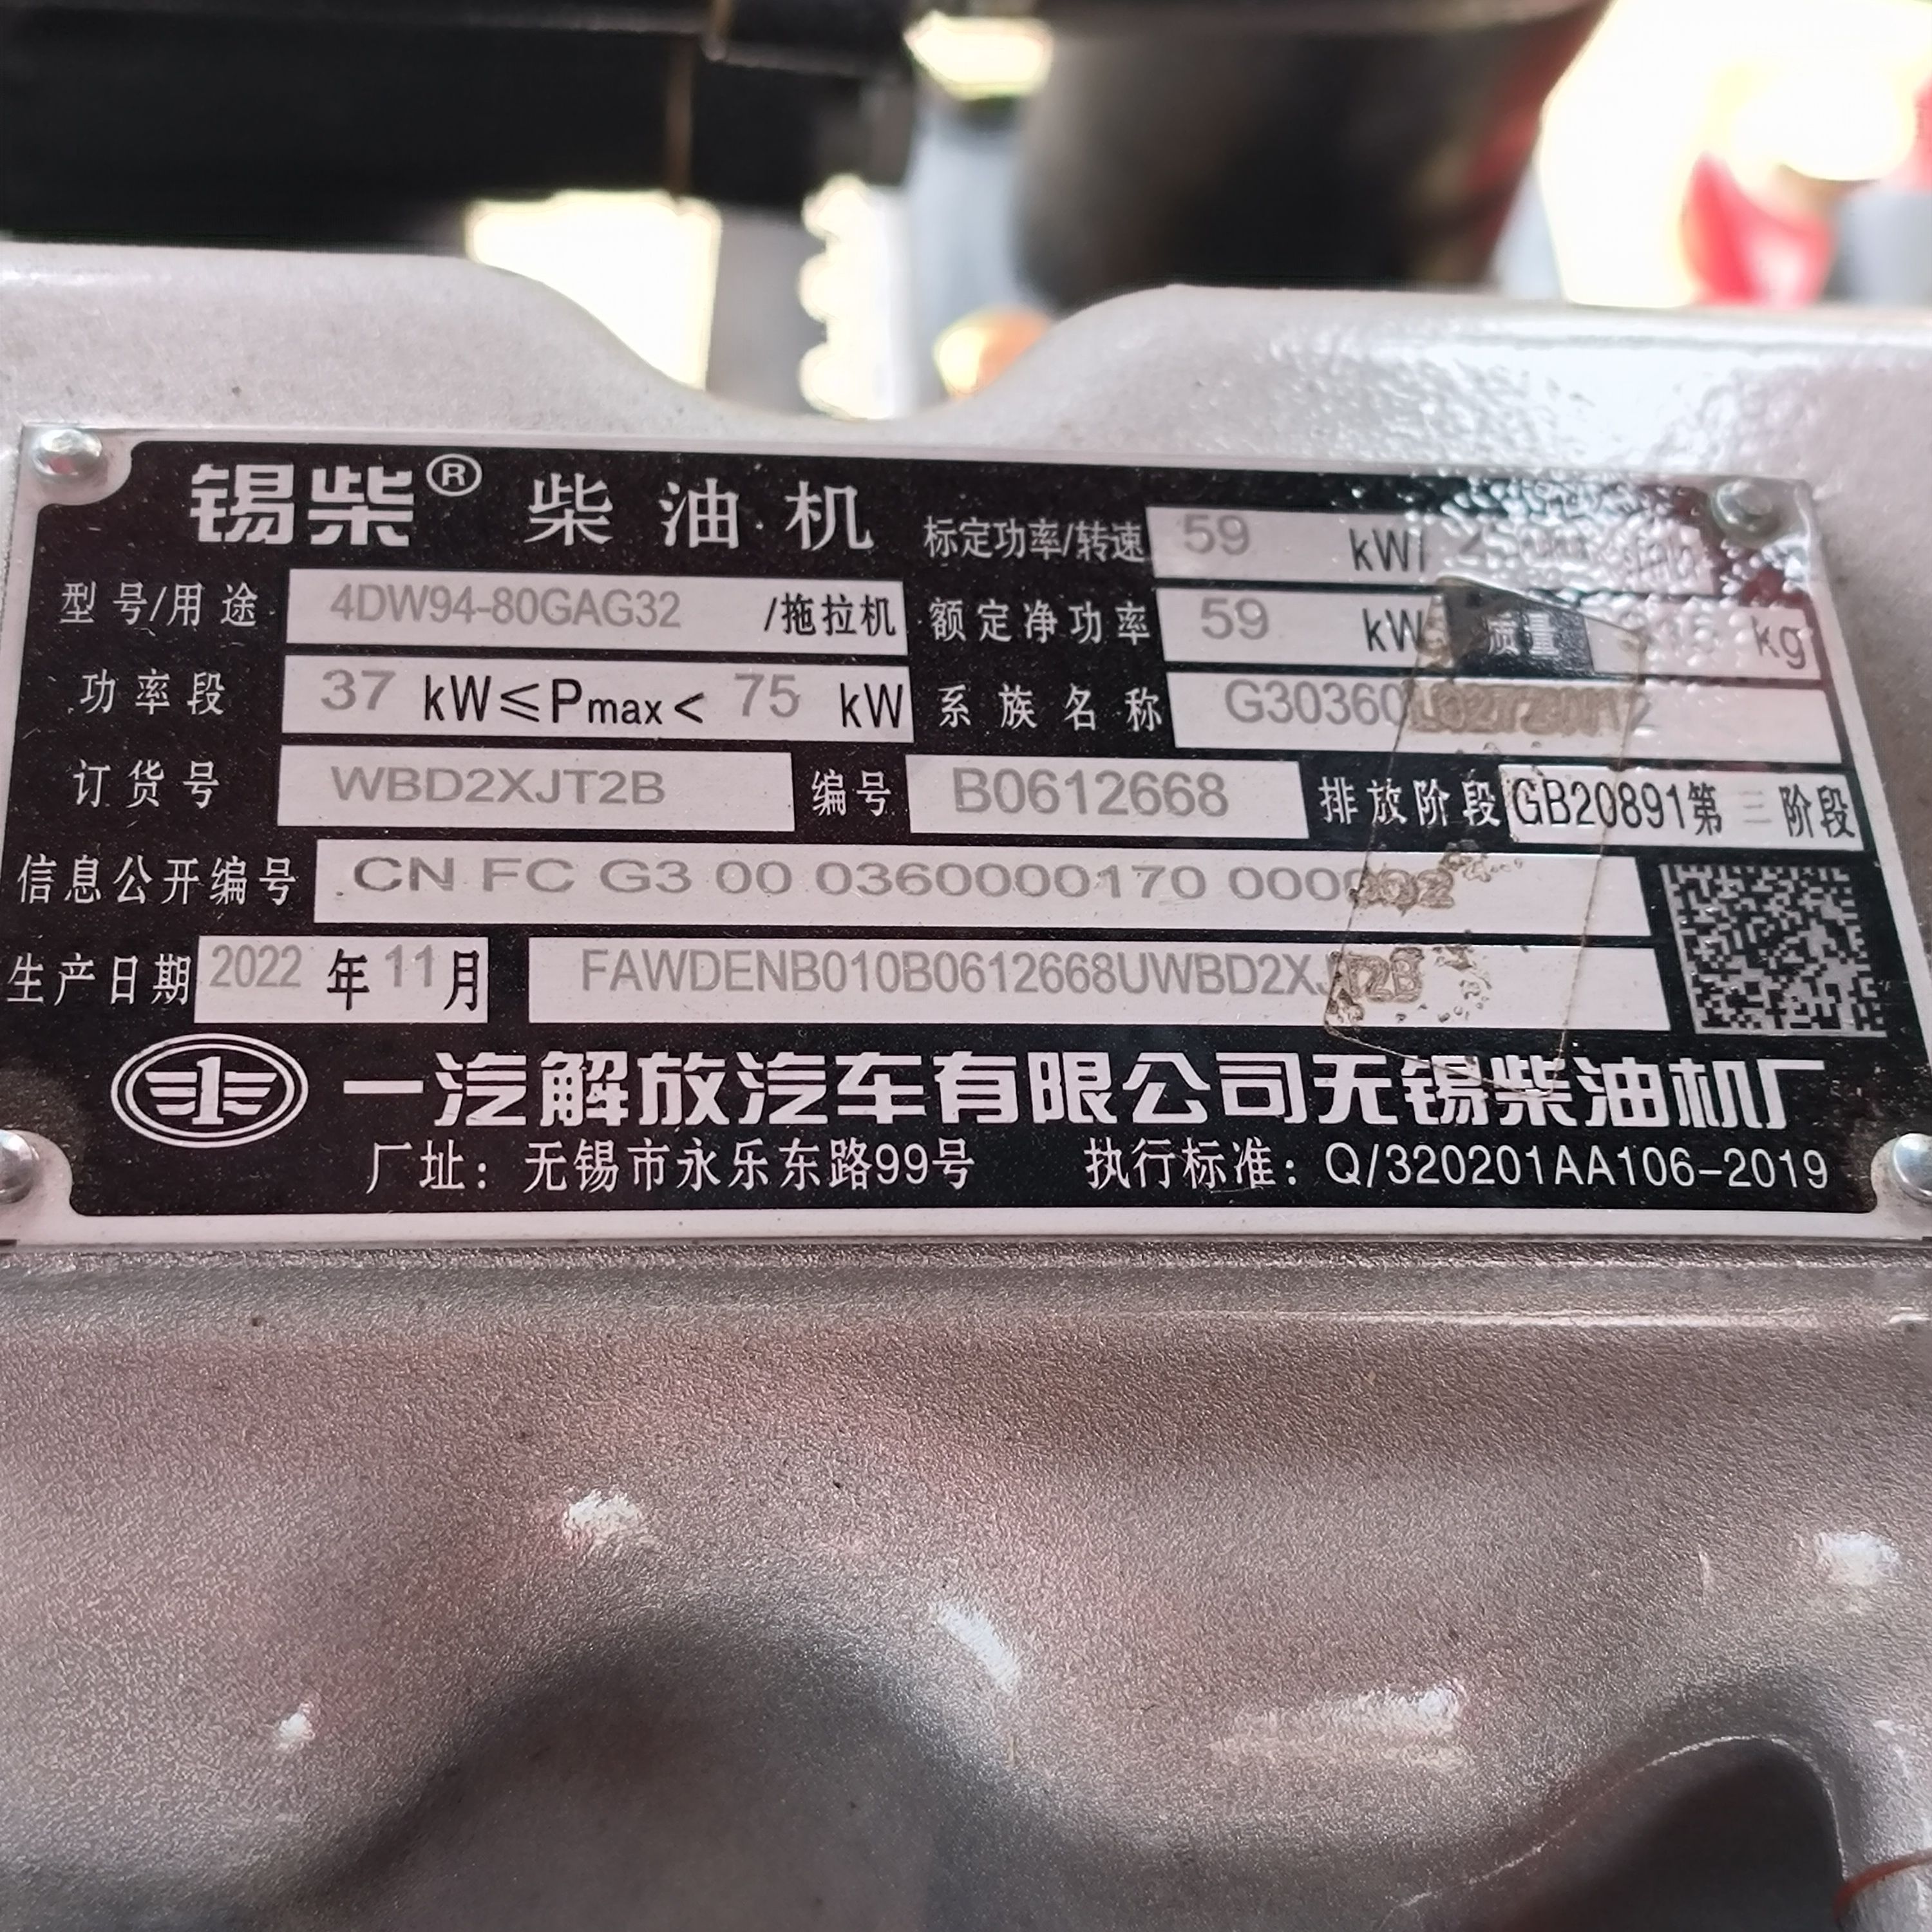 锡柴® 柴油机
标定功率/转速 59 kW/
型号/用途 4DW94-80GAG32 /拖拉机
额定净功率 59 kW 质量 kg
功率段 37 kW≤Pmax< 75 kW
系族名称
订货号 WBD2XJT2B 编号 B0612668 排放阶段 GB20891第三阶段
信息公开编号 CN FC G3 00 0360000170 000002
生产日期 2022 年 11 月 FAWDENB010B0612668UWBD2XJT2B
一汽解放汽车有限公司无锡柴油机厂
厂址：无锡市永乐东路99号 执行标准：Q/320201AA106-2019